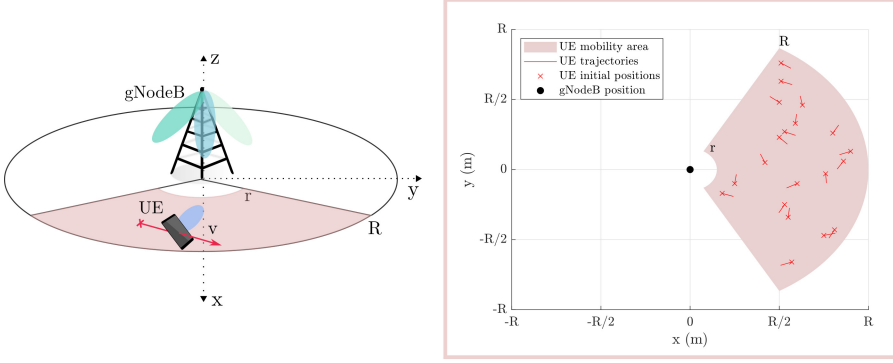 z
gNodeB
y
r
UE
v
R
x
R
R/2
0
-R/2
-R
y (m)
UE mobility area
UE trajectories
UE initial positions
gNodeB position
R
r
-R
-R/2
0
R/2
R
x (m)